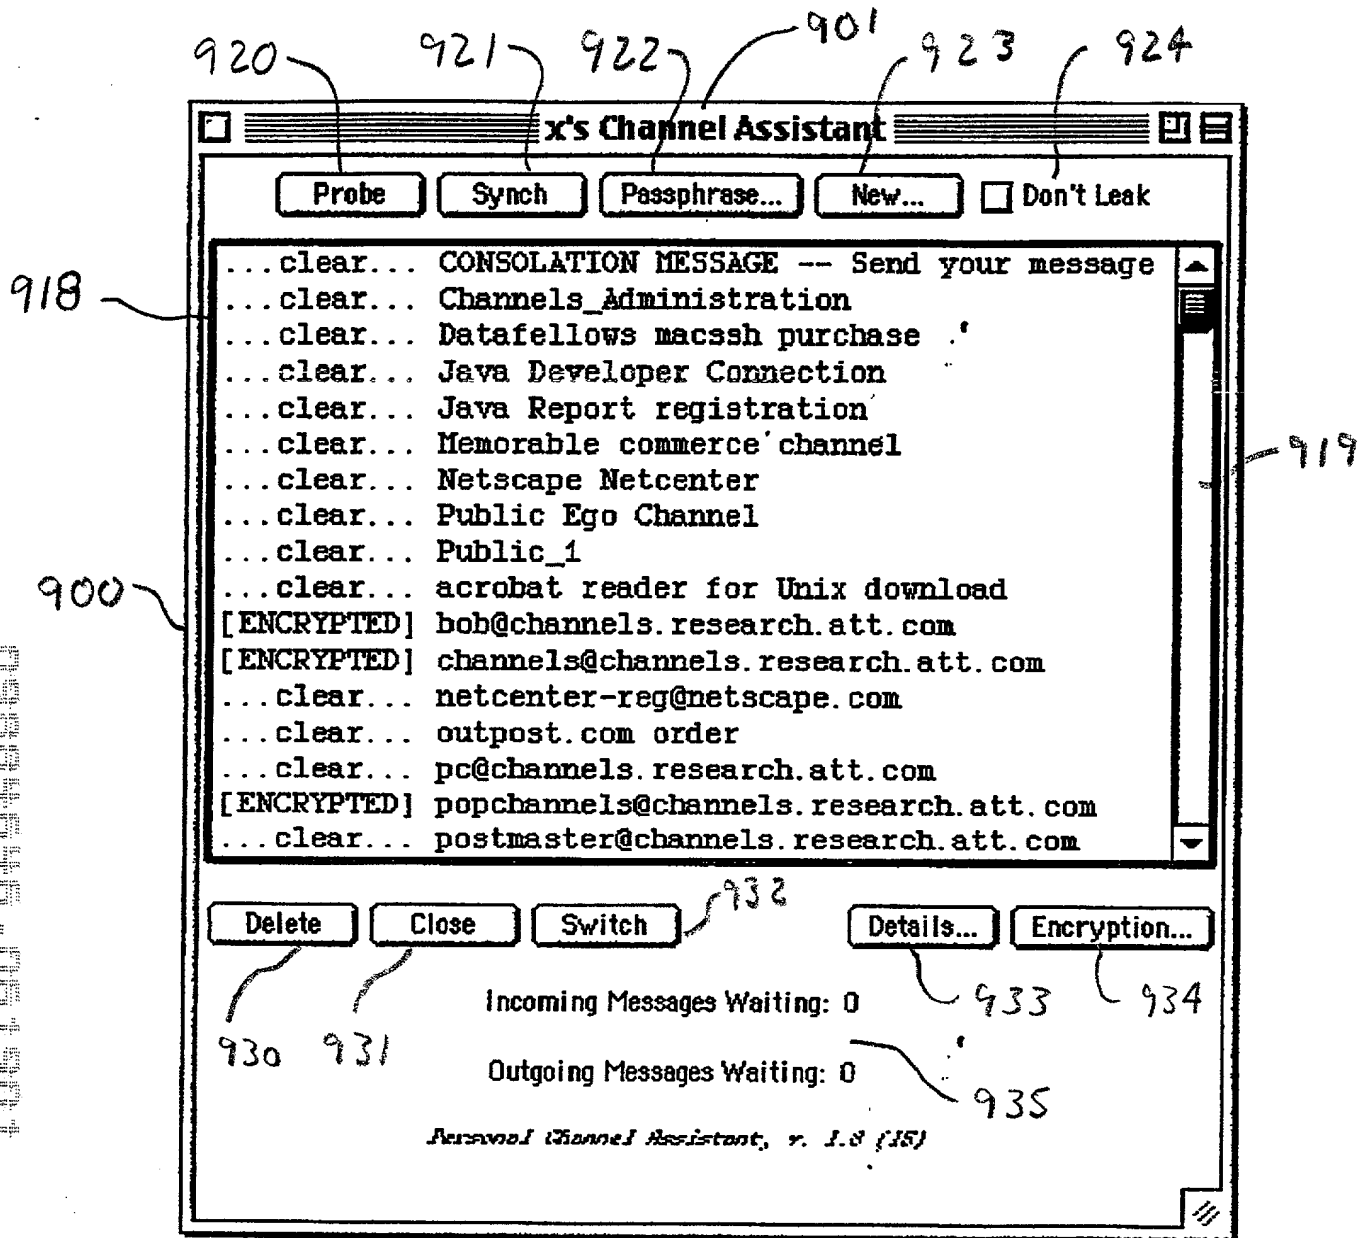 920 921 922 901 923 924
x's Channel Assistant
Probe Synch Passphrase... New... Don't Leak
918
...clear... CONSOLATION MESSAGE -- Send your message
...clear... Channels_Administration
...clear... Datafellows macssh purchase
...clear... Java Developer Connection
...clear... Java Report registration
...clear... Memorable commerce channel
919
...clear... Netscape Netcenter
...clear... Public Ego Channel
...clear... Public_1
900
...clear... acrobat reader for Unix download
[ENCRYPTED] bob@channels.research.att.com
[ENCRYPTED] channels@channels.research.att.com
...clear... netcenter-reg@netscape.com
...clear... outpost.com order
...clear... pc@channels.research.att.com
[ENCRYPTED] popchannels@channels.research.att.com
...clear... postmaster@channels.research.att.com
932
Delete Close Switch Details... Encryption...
Incoming Messages Waiting: 0
933 934
930 931
Outgoing Messages Waiting: 0
935
Personal Channel Assistant, r. 1.8 (15)